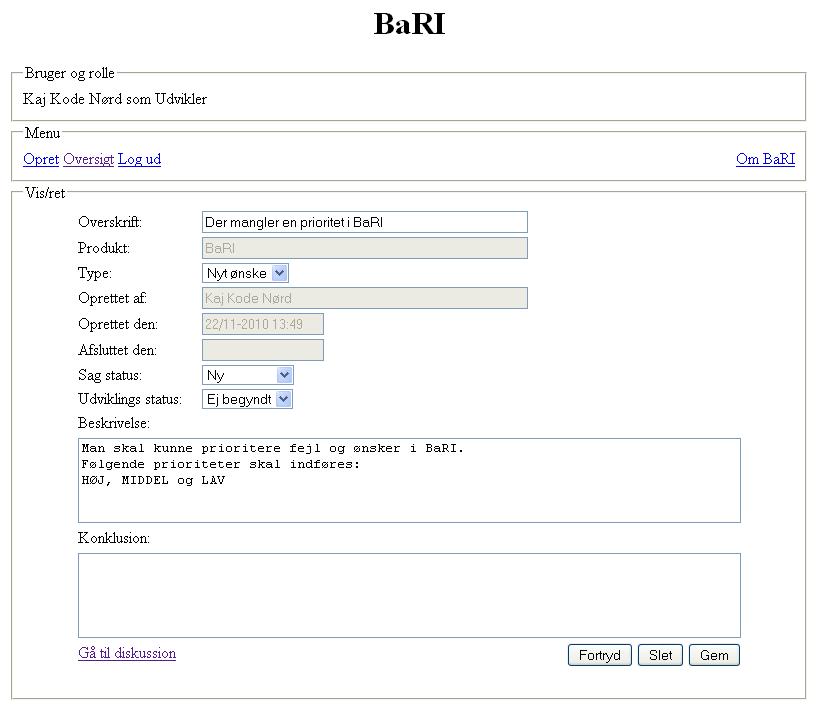 BaRI
Bruger og rolle
Kaj Kode Nørd som Udvikler
Menu
Opret Oversigt Log ud Om BaRI
Vis/ret
Overskrift: Der mangler en prioritet i BaRI
Produkt: BaRI
Type: Nyt ønske
Oprettet af: Kaj Kode Nørd
Oprettet den: 22/11-2010 13:49
Afsluttet den:
Sag status: Ny
Udviklings status: Ej begyndt
Beskrivelse:
Man skal kunne prioritere fejl og ønsker i BaRI.
Følgende prioriteter skal indføres:
HØJ, MIDDEL og LAV
Konklusion:
Gå til diskussion Fortryd Slet Gem